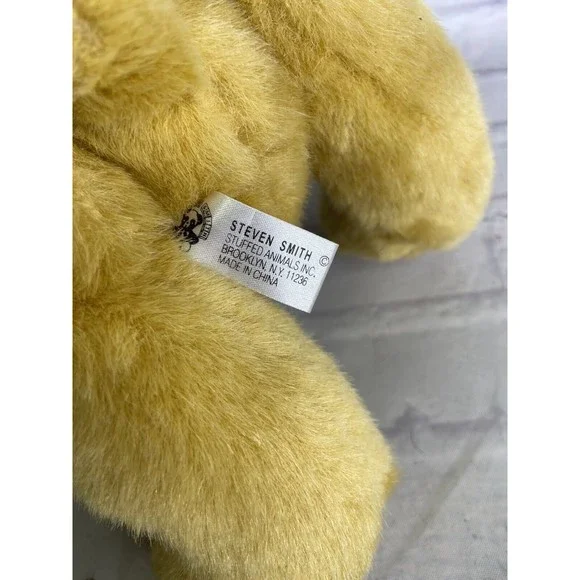 STEVEN SMITH ©
STUFFED ANIMALS INC.
BROOKLYN, N.Y. 11236
MADE IN CHINA